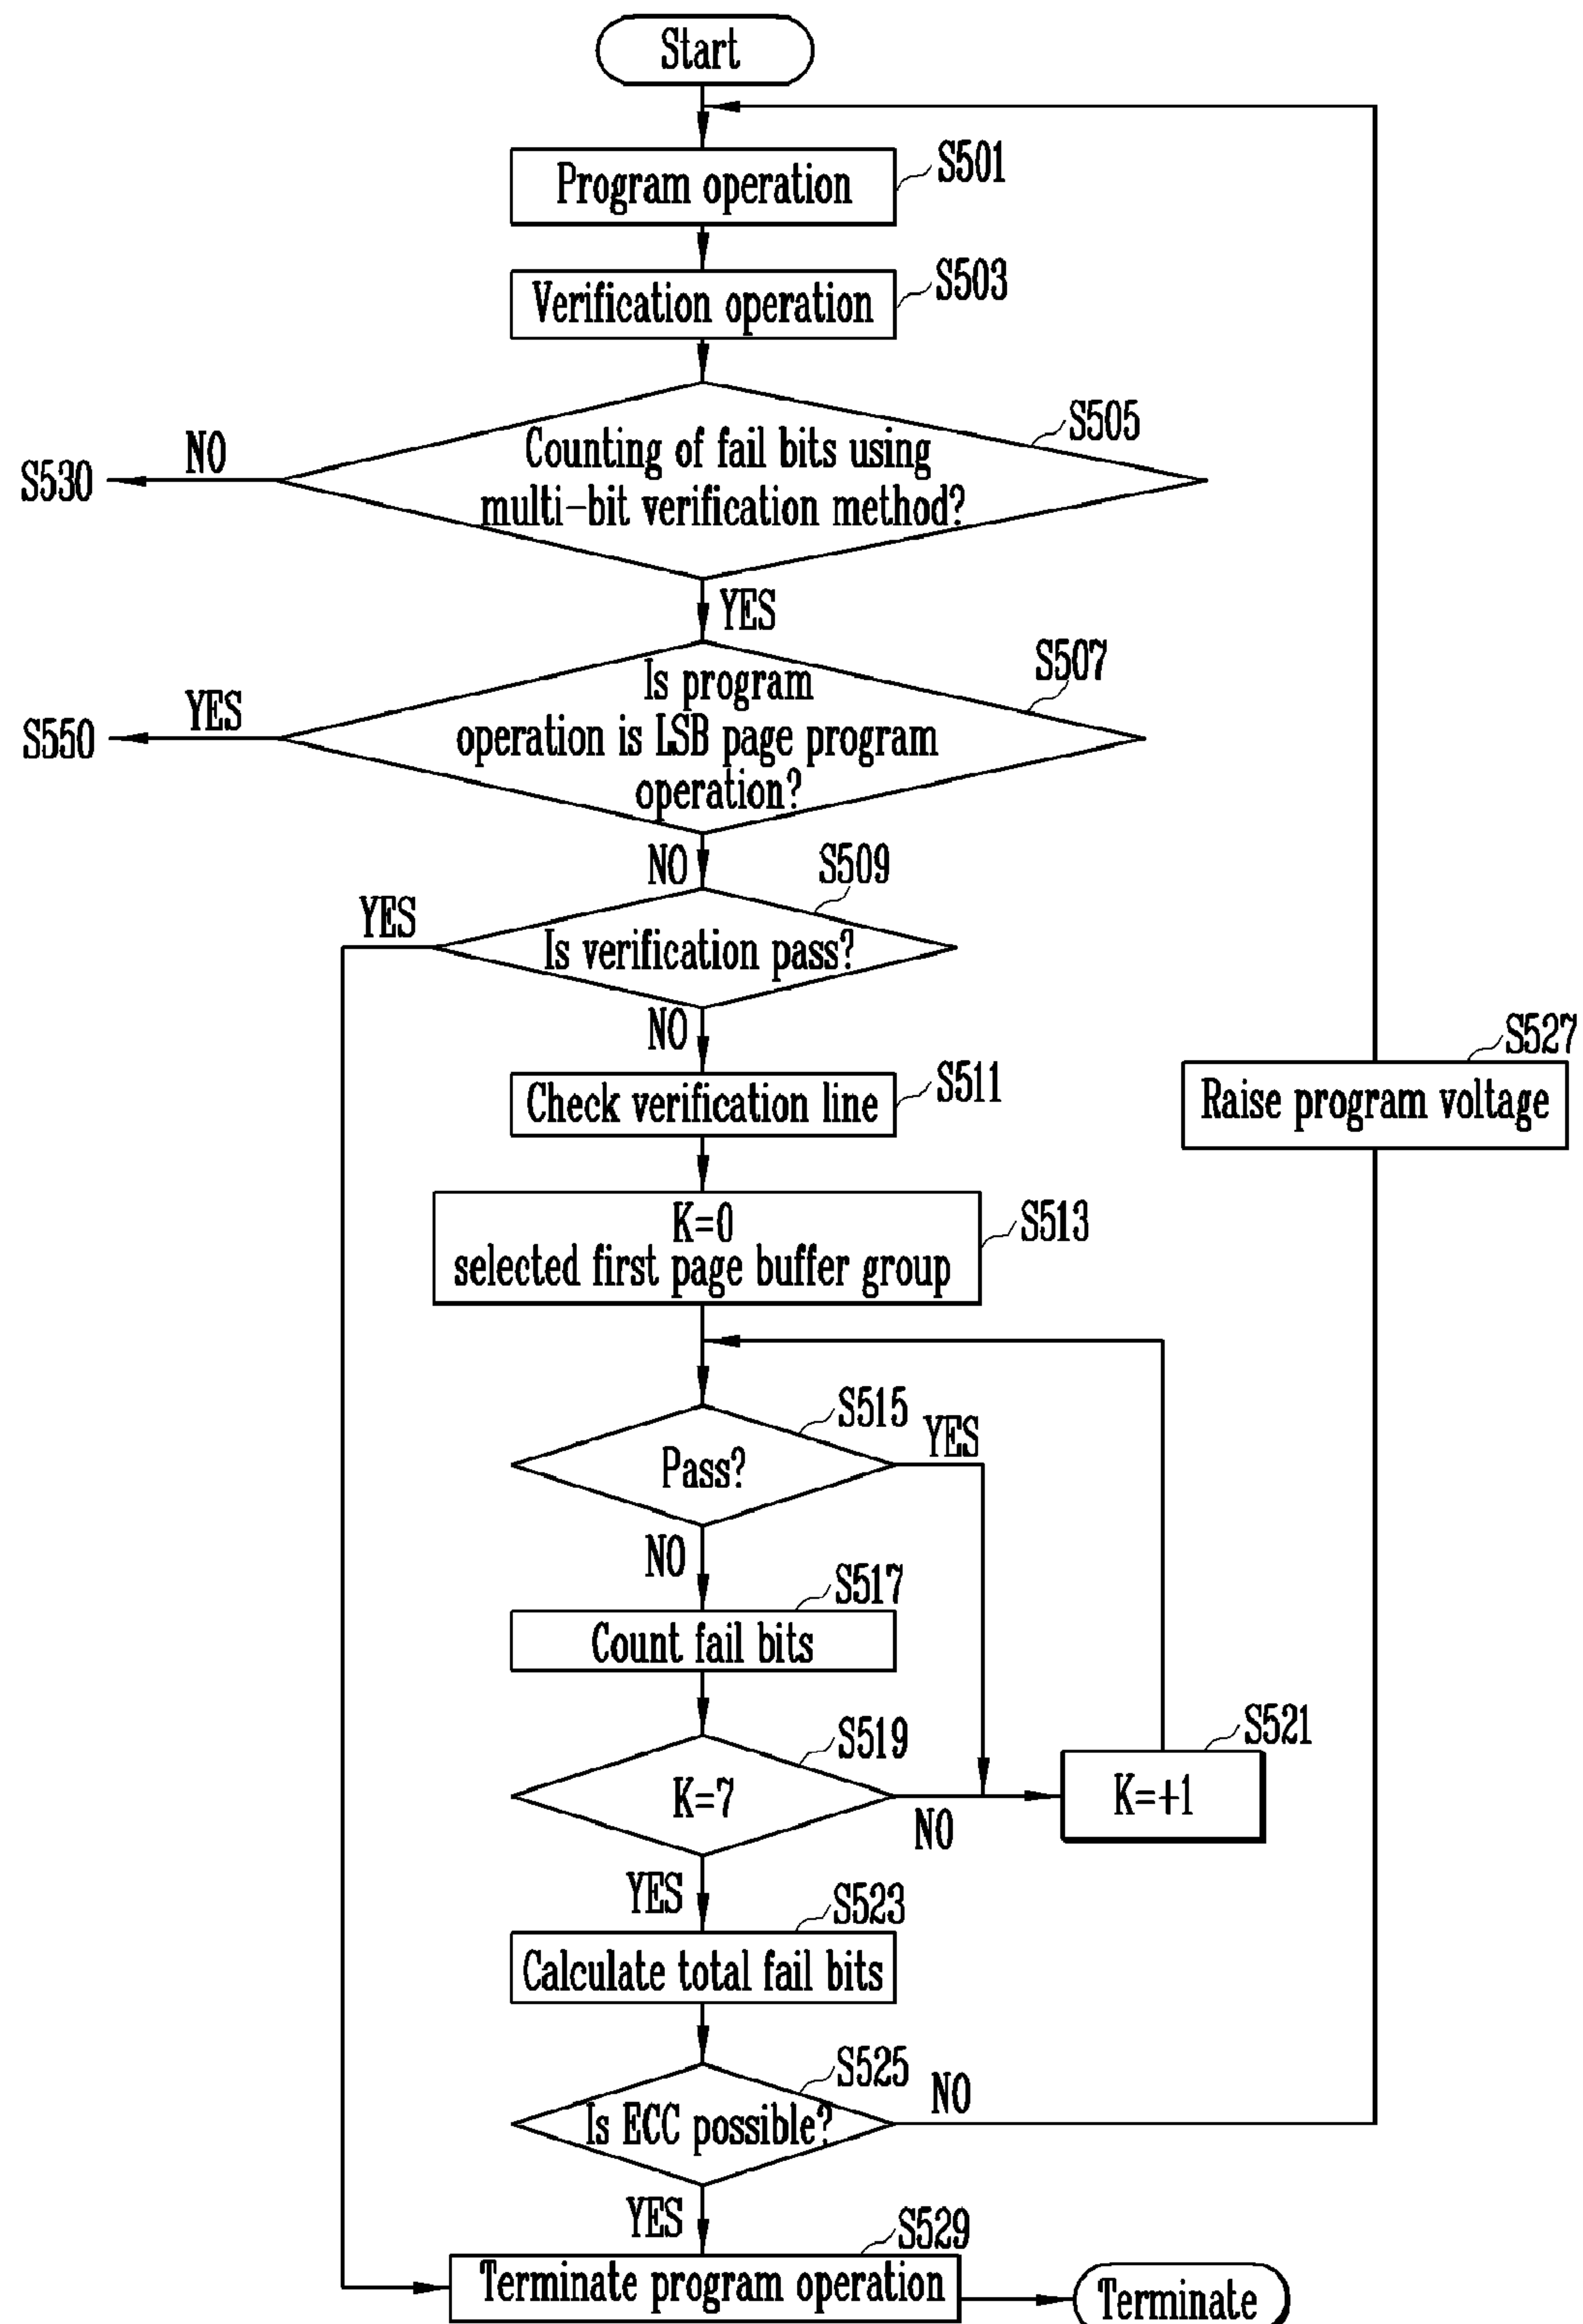 Start
Program operation
S501
Verification operation
S503
Counting of fail bits using
multi-bit verification method?
S505
NO
S530
YES
Is program
operation is LSB page program
operation?
S507
YES
S550
NO
S509
YES
Is verification pass?
NO
Check verification line
S511
S527
Raise program voltage
K=0
selected first page buffer group
S513
S515
YES
Pass?
NO
S517
Count fail bits
S519
K=7
NO
S521
K=+1
YES
S523
Calculate total fail bits
S525
NO
Is ECC possible?
YES
S529
Terminate program operation
Terminate